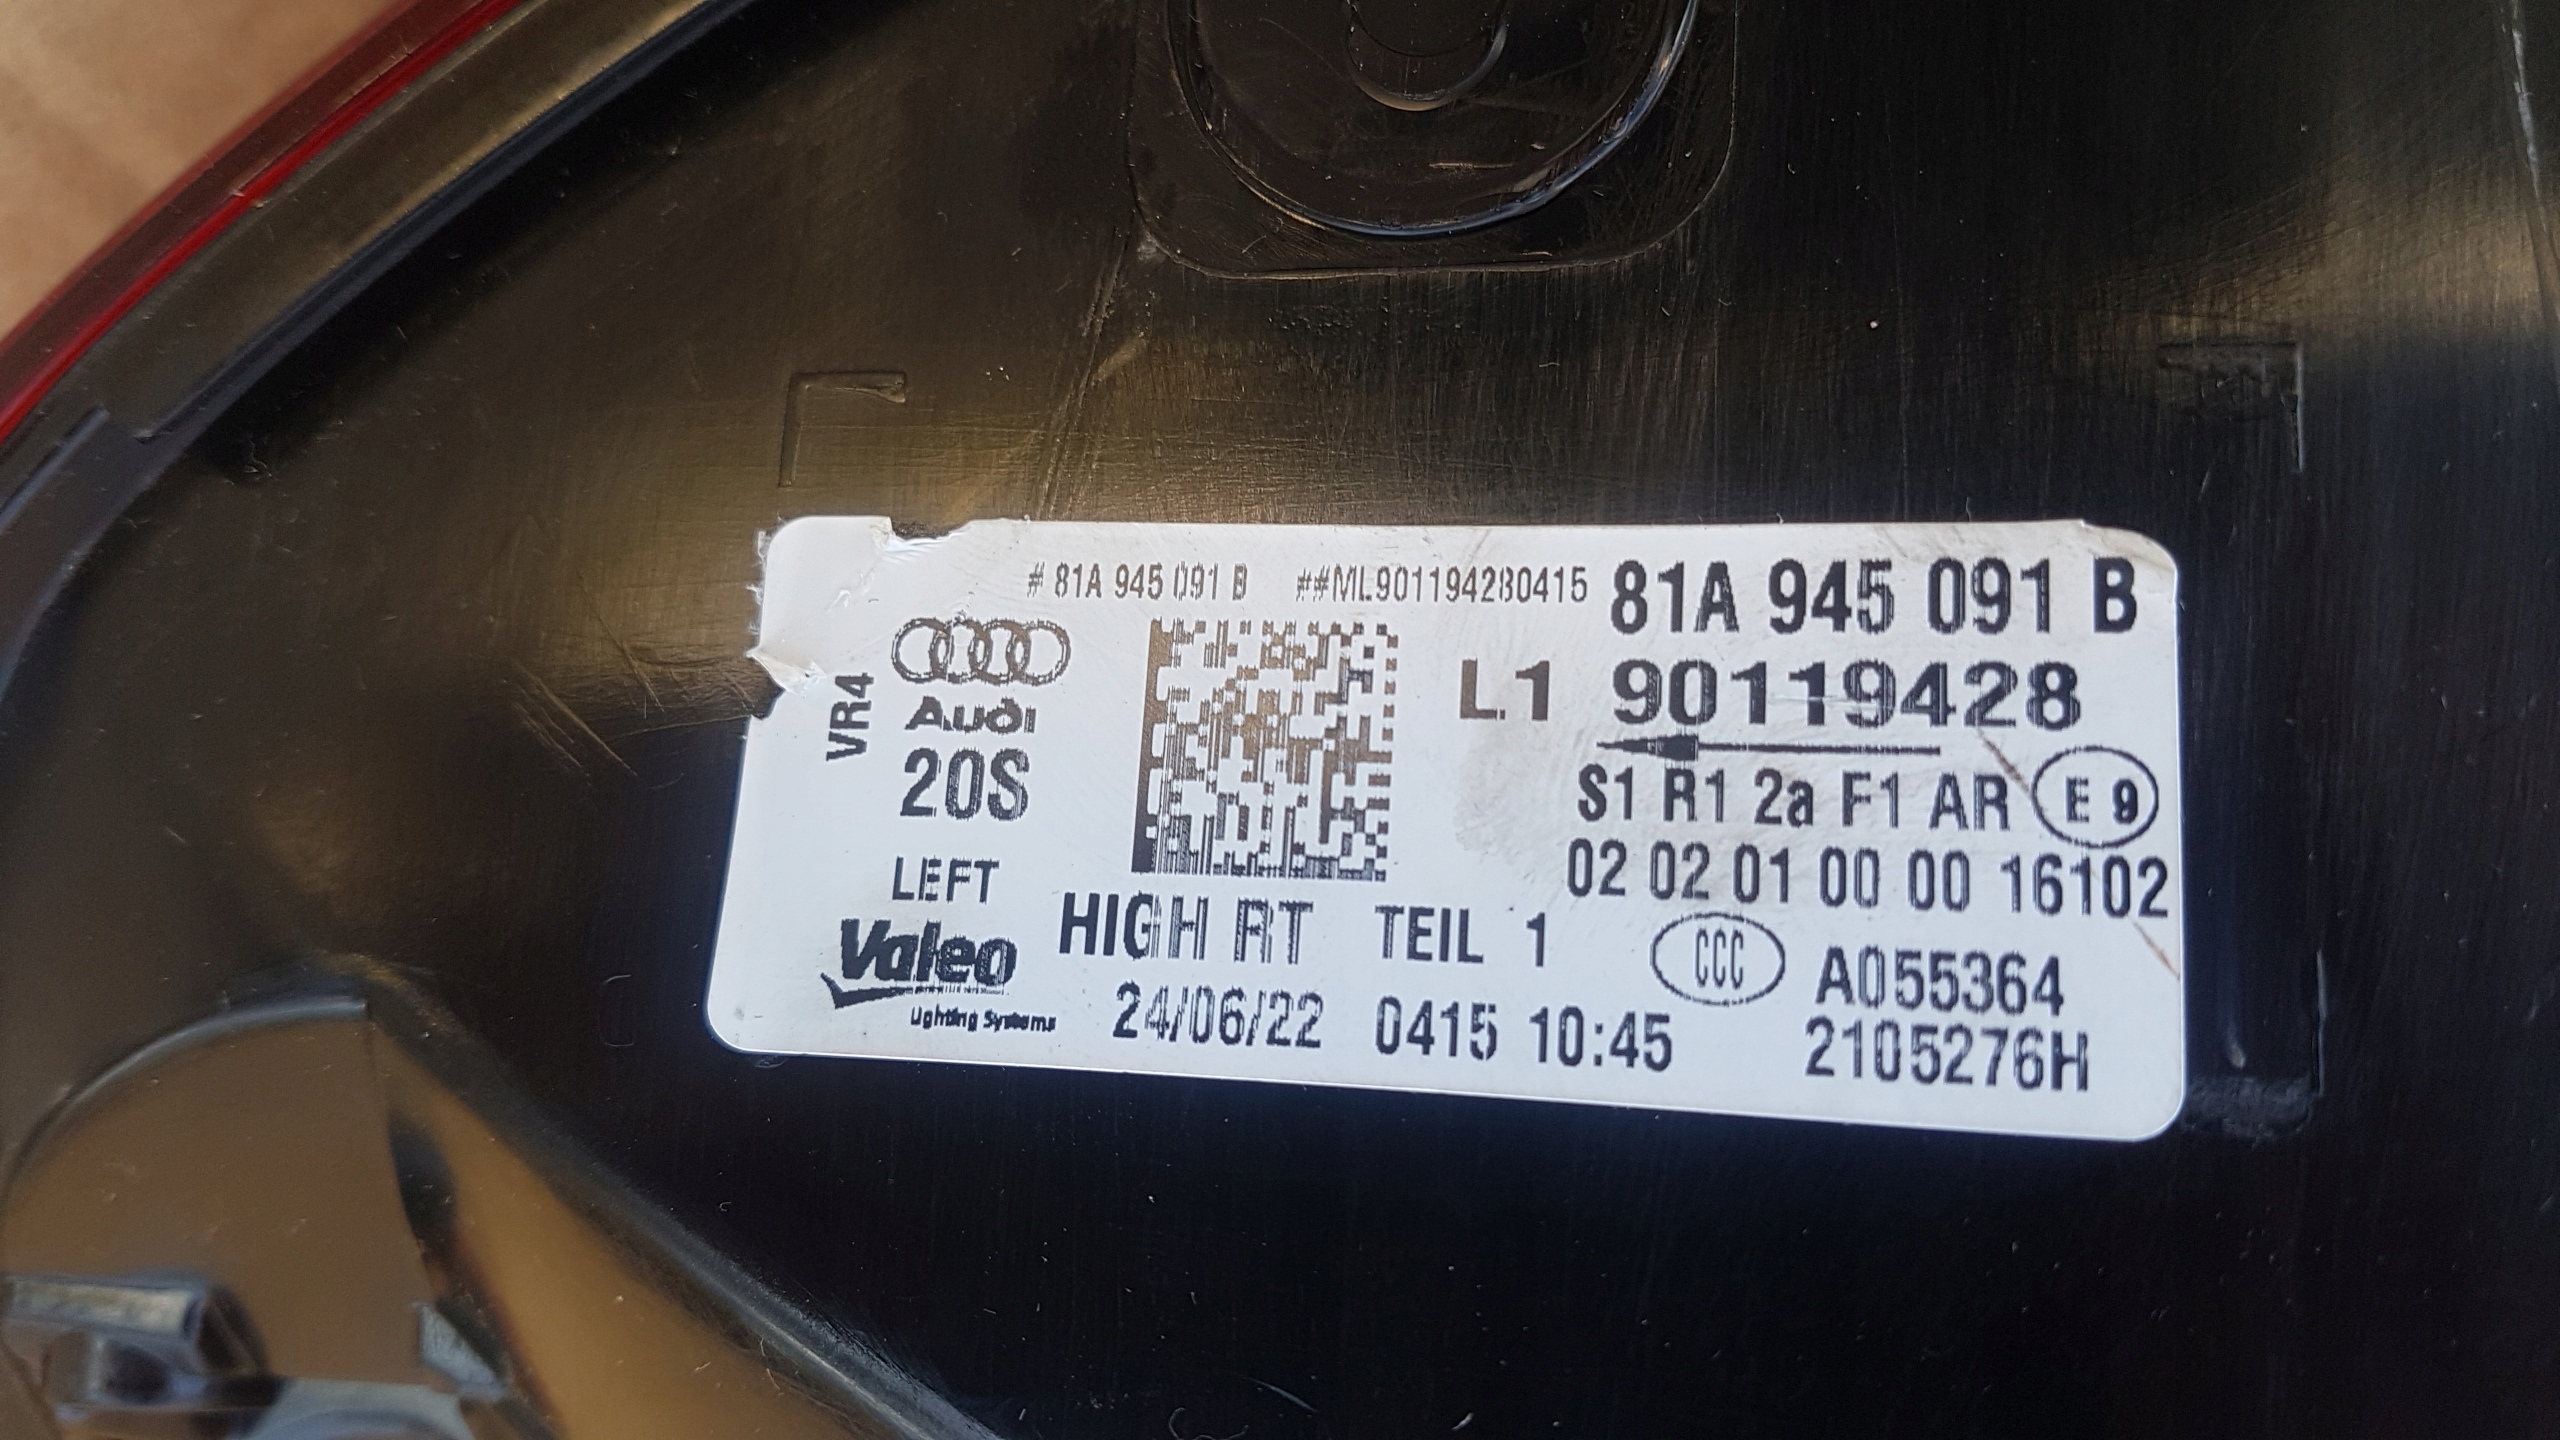 # 81A 945 091 B ##ML901194280415 81A 945 091 B
L1 90119428
VR4
Audi
20S
S1 R1 2a F1 AR E 9
02 02 01 00 00 16102
LEFT
HIGH RT TEIL 1
CCC A055364
Valeo
Lighting Systems
24/06/22 0415 10:45 2105276H